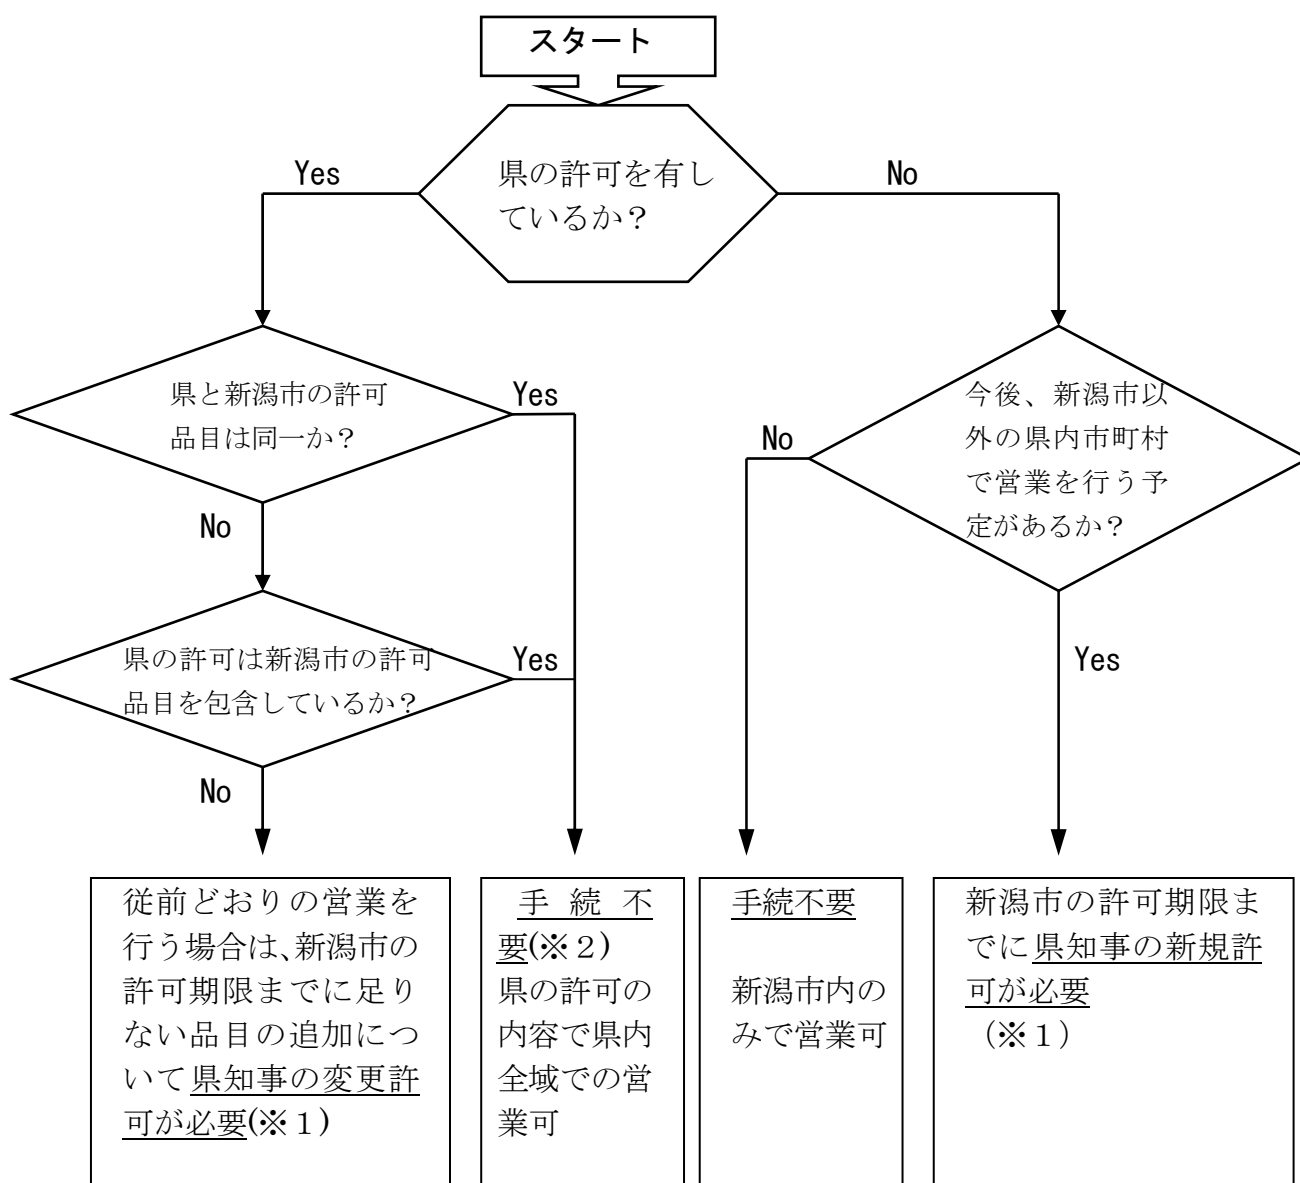 スタート
県の許可を有し
ているか？
Yes
No
県と新潟市の許可
品目は同一か？
Yes
No
今後、新潟市以
外の県内市町村
で営業を行う予
定があるか？
No
Yes
県の許可は新潟市の許可
品目を包含しているか？
Yes
No
従前どおりの営業を
行う場合は、新潟市の
許可期限までに足り
ない品目の追加につ
いて県知事の変更許
可が必要(※１)
手続不
要(※２)
県の許可の
内容で県内
全域での営
業可
手続不要
新潟市内の
みで営業可
新潟市の許可期限ま
でに県知事の新規許
可が必要
（※１）